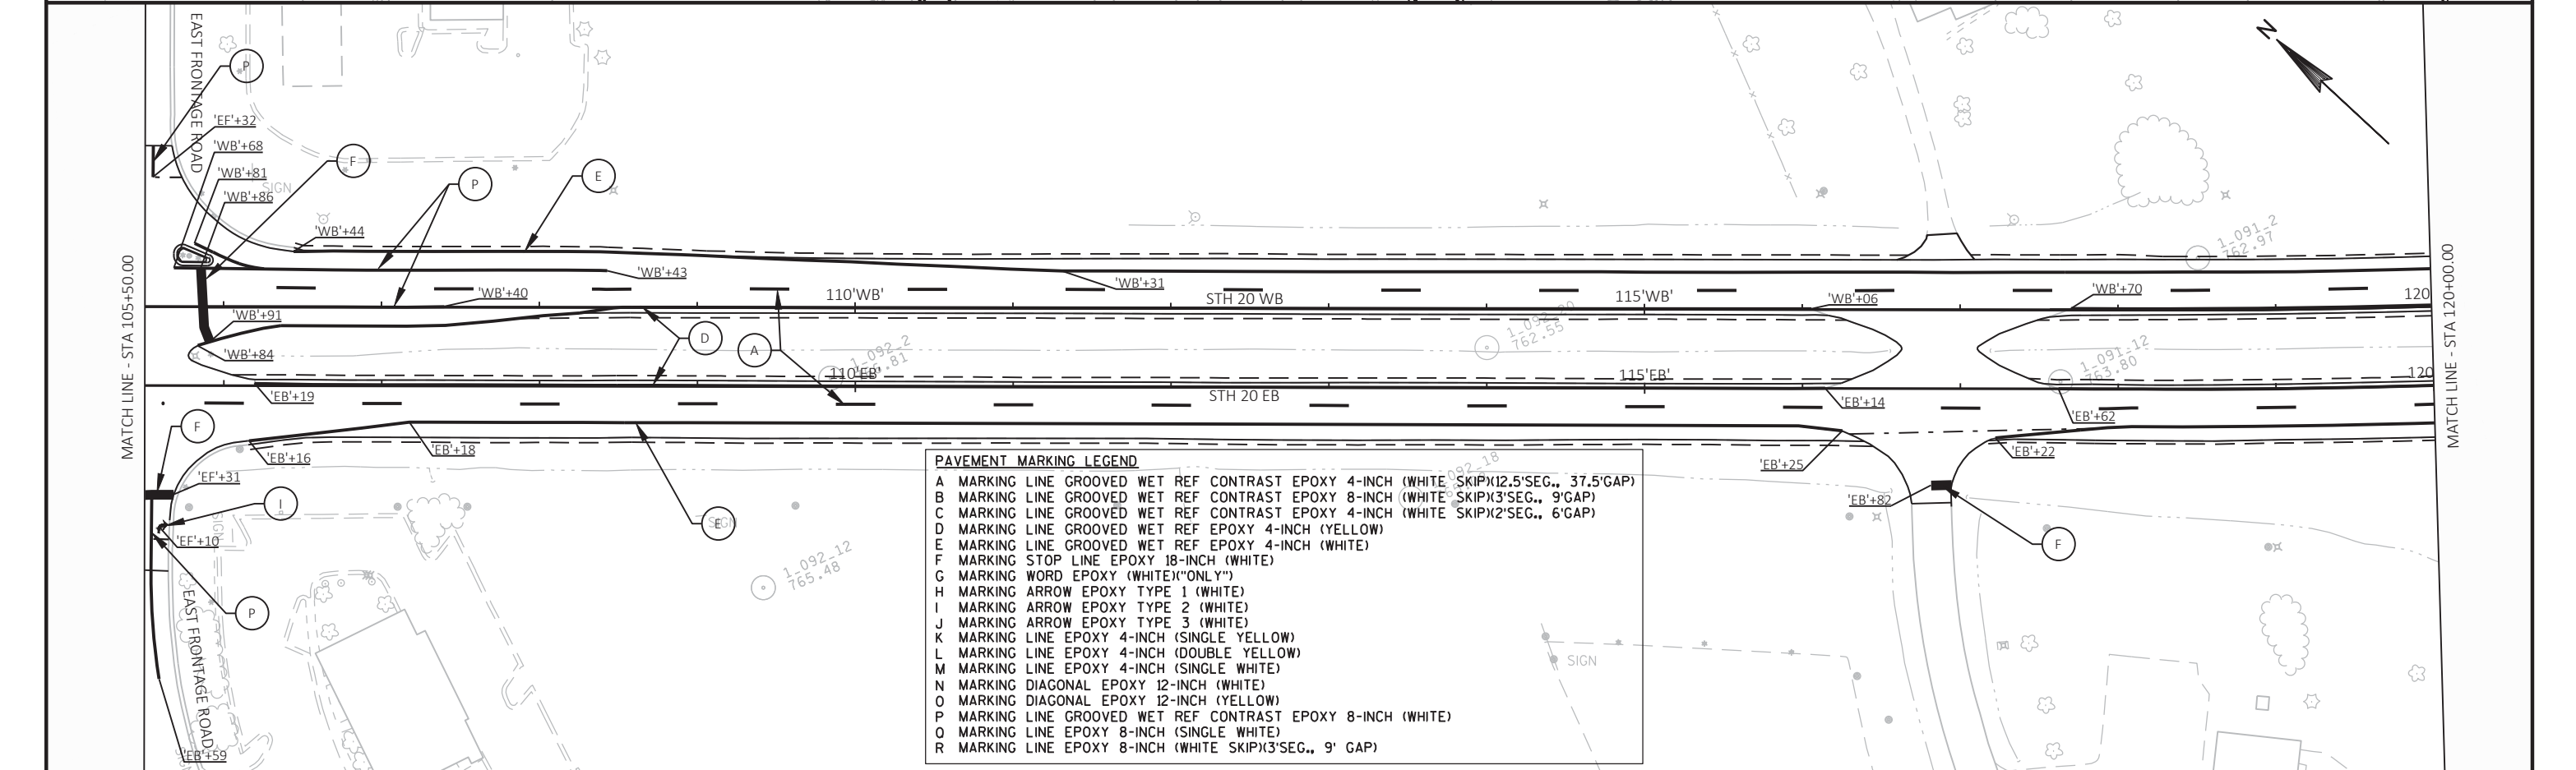 EAST FRONTAGE ROAD
P
'EF'+32
'WB'+68
'WB'+81
'WB'+86
SIGN
F
P
E
'WB'+44
'WB'+43
'WB'+40
'WB'+31
110'WB'
STH 20 WB
115'WB'
'WB'+06
'WB'+70
120
N
1-091-2
762.97
MATCH LINE - STA 105+50.00
MATCH LINE - STA 120+00.00
'WB'+91
'WB'+84
D
A
1-092-2
762.55
1-091-12
763.80
110'EB'
115'EB'
120
'EB'+19
STH 20 EB
'EB'+14
'EB'+62
F
'EB'+16
'EB'+18
'EB'+25
'EB'+22
'EF'+31
I
SIGN
'EF'+10
P
E
SIGN
'EB'+82
F
1-092-18
1-092-12
765.48
EAST FRONTAGE ROAD
'EB'+59
SIGN
PAVEMENT MARKING LEGEND
A MARKING LINE GROOVED WET REF CONTRAST EPOXY 4-INCH (WHITE SKIP)(12.5'SEG., 37.5'GAP)
B MARKING LINE GROOVED WET REF CONTRAST EPOXY 8-INCH (WHITE SKIP)(3'SEG., 9'GAP)
C MARKING LINE GROOVED WET REF CONTRAST EPOXY 4-INCH (WHITE SKIP)(2'SEG., 6'GAP)
D MARKING LINE GROOVED WET REF EPOXY 4-INCH (YELLOW)
E MARKING LINE GROOVED WET REF EPOXY 4-INCH (WHITE)
F MARKING STOP LINE EPOXY 18-INCH (WHITE)
G MARKING WORD EPOXY (WHITE)("ONLY")
H MARKING ARROW EPOXY TYPE 1 (WHITE)
I MARKING ARROW EPOXY TYPE 2 (WHITE)
J MARKING ARROW EPOXY TYPE 3 (WHITE)
K MARKING LINE EPOXY 4-INCH (SINGLE YELLOW)
L MARKING LINE EPOXY 4-INCH (DOUBLE YELLOW)
M MARKING LINE EPOXY 4-INCH (SINGLE WHITE)
N MARKING DIAGONAL EPOXY 12-INCH (WHITE)
O MARKING DIAGONAL EPOXY 12-INCH (YELLOW)
P MARKING LINE GROOVED WET REF CONTRAST EPOXY 8-INCH (WHITE)
Q MARKING LINE EPOXY 8-INCH (SINGLE WHITE)
R MARKING LINE EPOXY 8-INCH (WHITE SKIP)(3'SEG., 9' GAP)